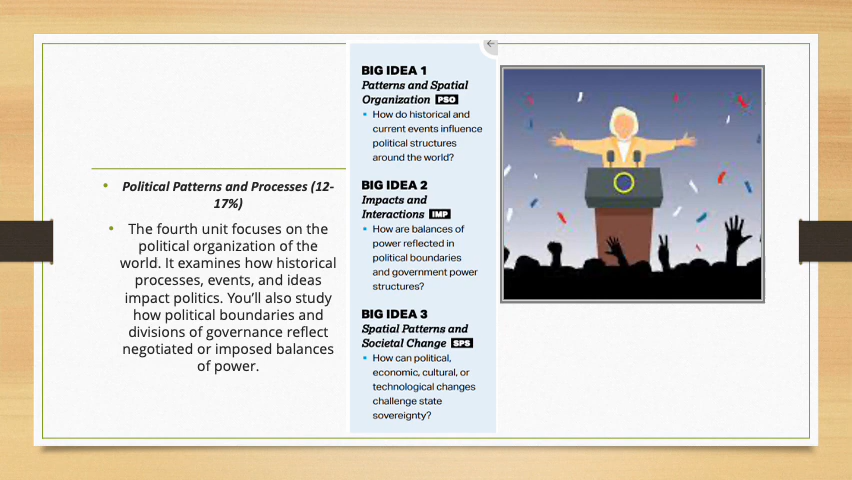 Political Patterns and Processes (12-
17%)
The fourth unit focuses on the
political organization of the
world. It examines how historical
processes, events, and ideas
impact politics. You’ll also study
how political boundaries and
divisions of governance reflect
negotiated or imposed balances
of power.
BIG IDEA 1
Patterns and Spatial
Organization PSO
• How do historical and
current events influence
political structures
around the world?
BIG IDEA 2
Impacts and
Interactions IMP
• How are balances of
power reflected in
political boundaries
and government power
structures?
BIG IDEA 3
Spatial Patterns and
Societal Change SPS
• How can political,
economic, cultural, or
technological changes
challenge state
sovereignty?